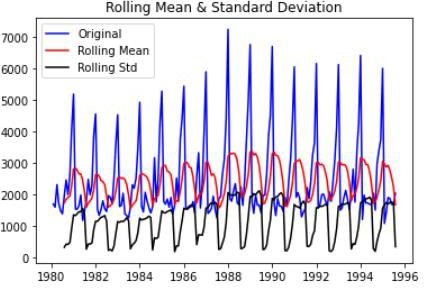 Rolling Mean & Standard Deviation
Original
Rolling Mean
Rolling Std
7000
6000
5000
4000
3000
2000
1000
0
1980 1982 1984 1986 1988 1990 1992 1994 1996